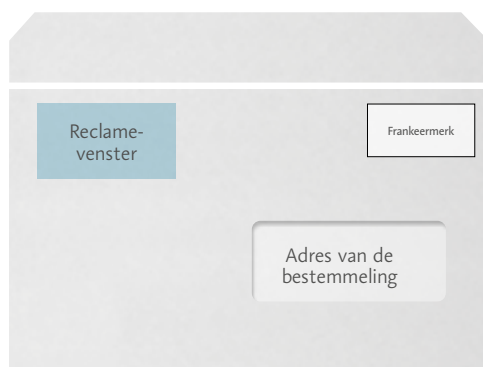 Reclame-
venster
Frankeermerk
Adres van de
bestemmeling